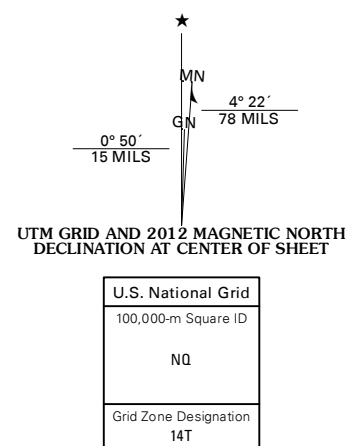 ★
MN
4° 22´
78 MILS
GN
0° 50´
15 MILS
UTM GRID AND 2012 MAGNETIC NORTH
DECLINATION AT CENTER OF SHEET
U.S. National Grid
100,000-m Square ID
NQ
Grid Zone Designation
14T